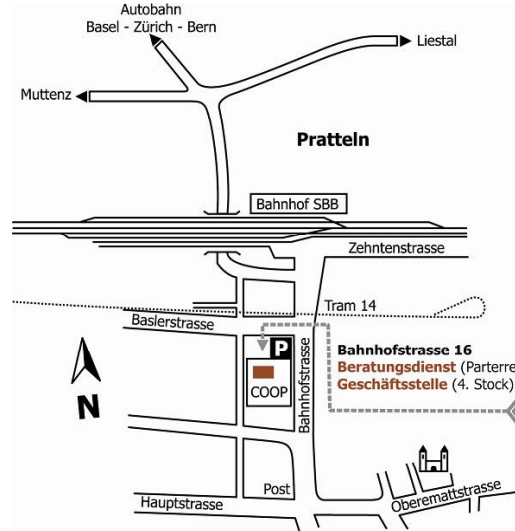 Autobahn
Basel - Zürich - Bern
Liestal
Muttenz
Pratteln
Bahnhof SBB
Zehntenstrasse
Tram 14
Baslerstrasse
P
Bahnhofstrasse 16
Beratungsdienst (Parterre
Geschäftsstelle (4. Stock)
COOP
Bahnhofstrasse
N
Post
Hauptstrasse
Oberemattstrasse